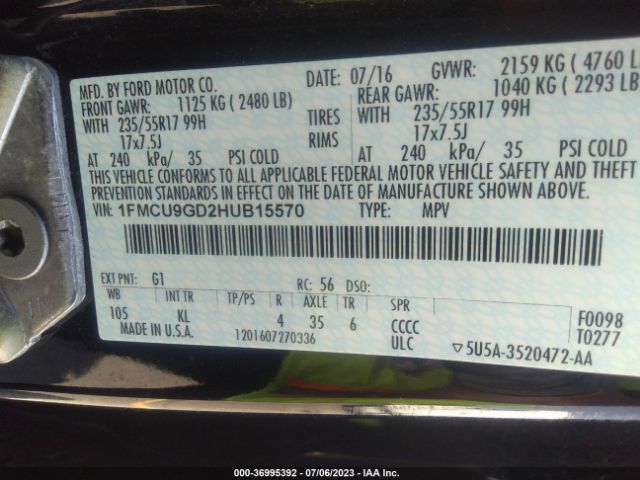 MFD. BY FORD MOTOR CO.
DATE: 07/16 GVWR: 2159 KG ( 4760 L
FRONT GAWR: 1125 KG ( 2480 LB)
REAR GAWR: 1040 KG ( 2293 LB
WITH 235/55R17 99H TIRES WITH 235/55R17 99H
17x7.5J RIMS 17x7.5J
AT 240 kPa/ 35 PSI COLD AT 240 kPa/ 35 PSI COLD
THIS VEHICLE CONFORMS TO ALL APPLICABLE FEDERAL MOTOR VEHICLE SAFETY AND THEFT
PREVENTION STANDARDS IN EFFECT ON THE DATE OF MANUFACTURE SHOWN ABOVE.
VIN: 1FMCU9GD2HUB15570 TYPE: MPV
EXT PNT: G1 RC: 56 DSO:
WB INT TR TP/PS R AXLE TR SPR
105 KL 4 35 6 CCCC F0098
MADE IN U.S.A. 1201607270336 ULC T0277
▽5U5A-3520472-AA
000-36995392 - 07/06/2023 - IAA Inc.